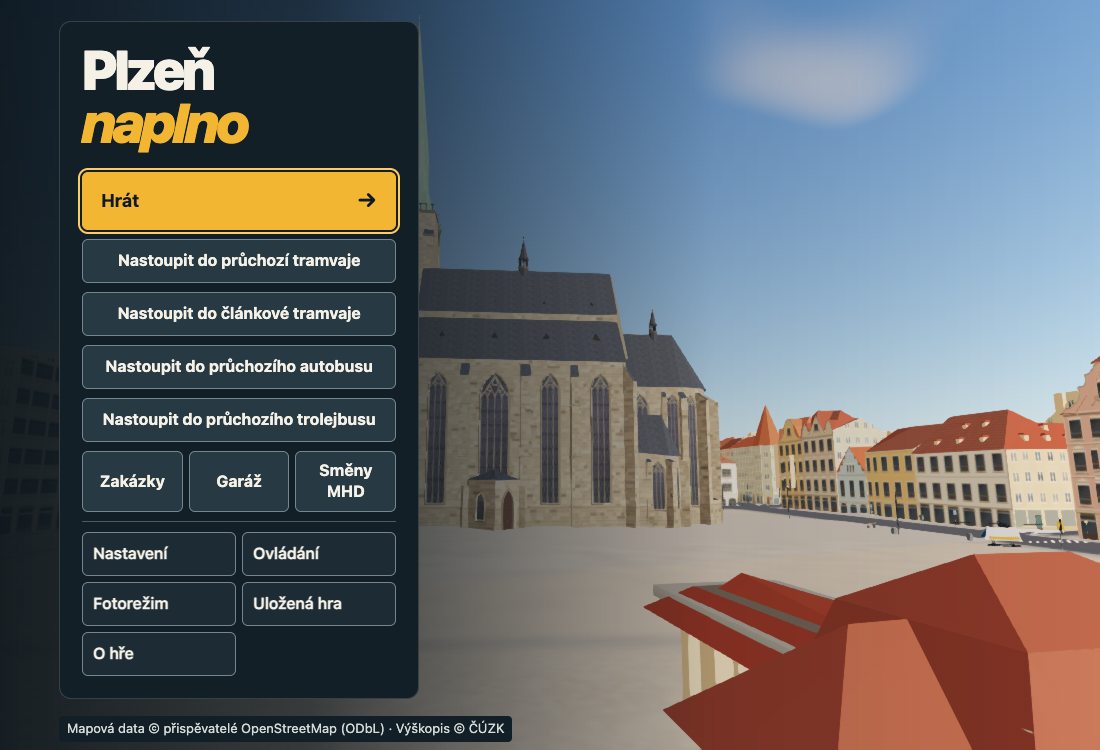 Plzeň
naplno
Hrát →
Nastoupit do průchozí tramvaje
Nastoupit do článkové tramvaje
Nastoupit do průchozího autobusu
Nastoupit do průchozího trolejbusu
Zakázky
Garáž
Směny
MHD
Nastavení
Ovládání
Fotorežim
Uložená hra
O hře
Mapová data © přispěvatelé OpenStreetMap (ODbL) · Výškopis © ČÚZK